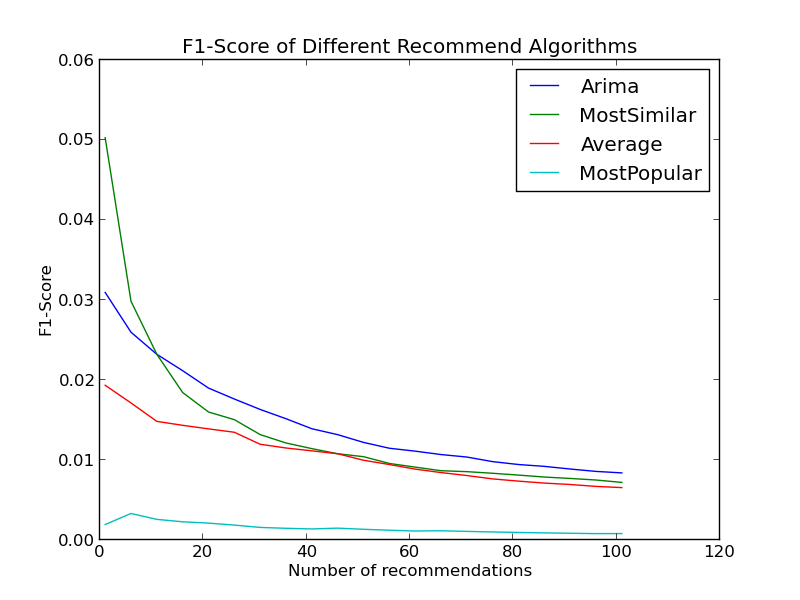 F1-Score of Different Recommend Algorithms
0.06
0.05
0.04
0.03
0.02
0.01
0.00
F1-Score
Arima
MostSimilar
Average
MostPopular
0 20 40 60 80 100 120
Number of recommendations